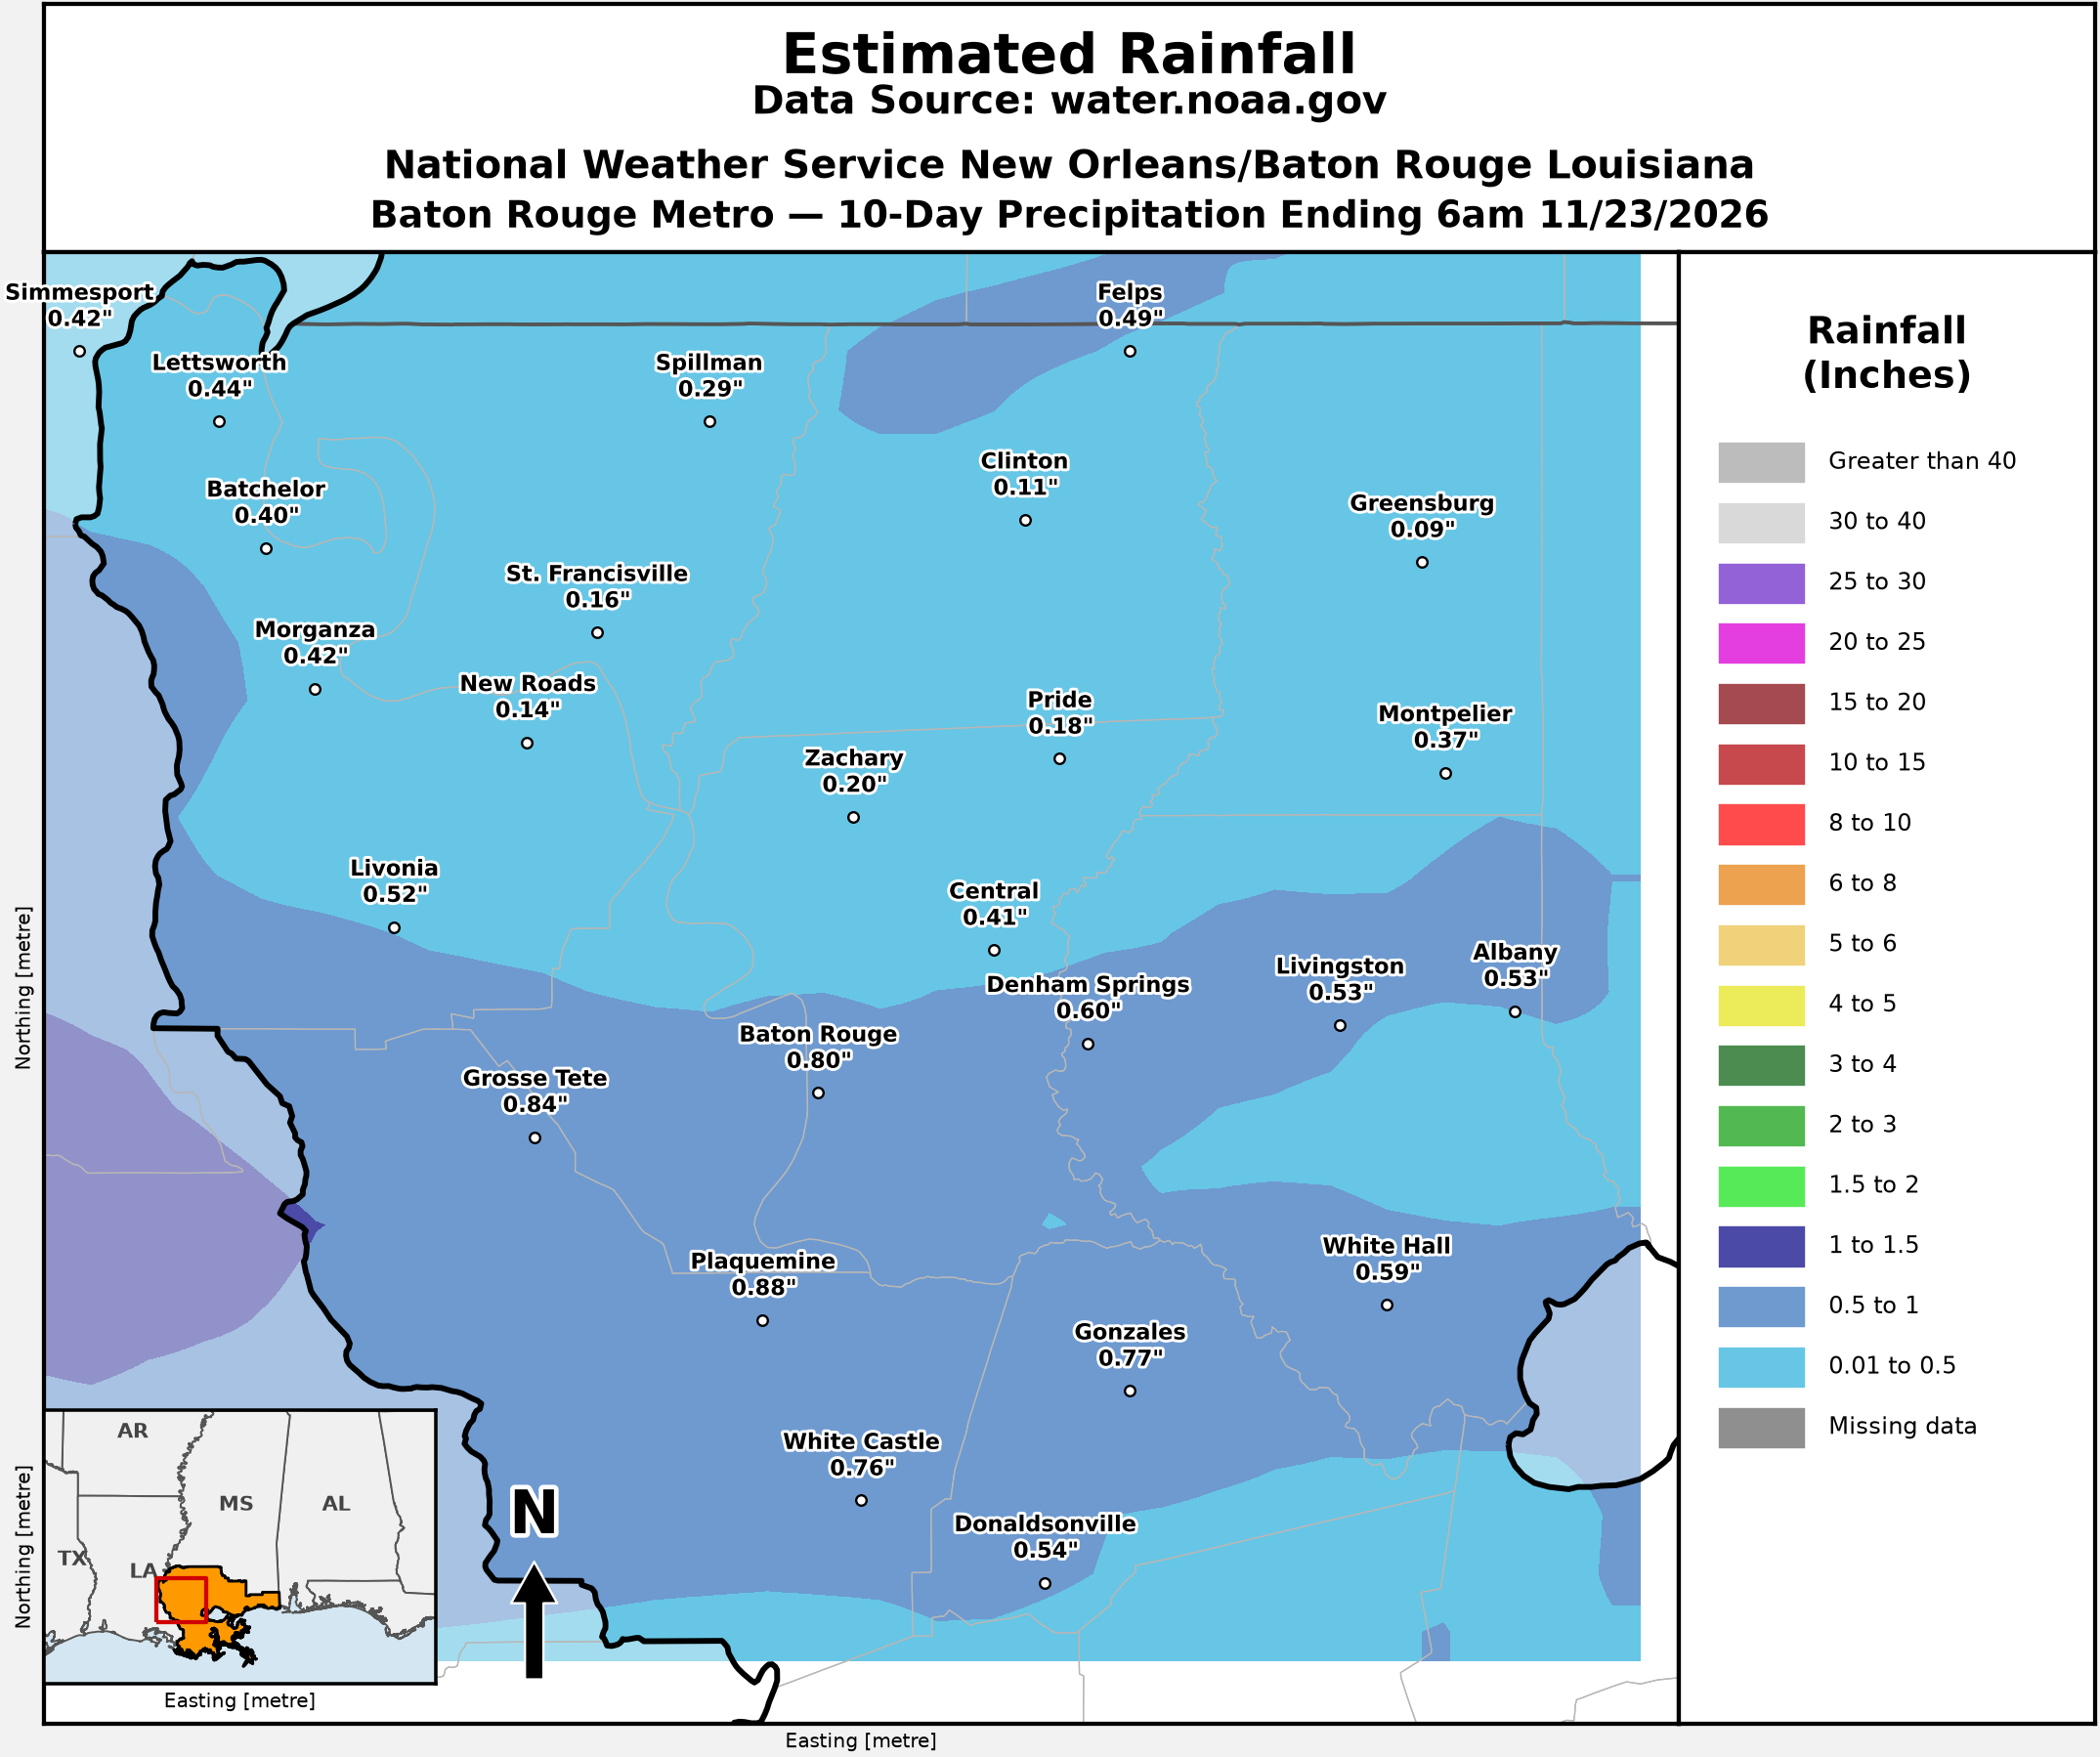 Estimated Rainfall
Data Source: water.noaa.gov
National Weather Service New Orleans/Baton Rouge Louisiana
Baton Rouge Metro — 10-Day Precipitation Ending 6am 11/23/2026
Simmesport
0.42"
Felps
0.49"
Lettsworth
0.44"
Spillman
0.29"
Clinton
0.11"
Batchelor
0.40"
Greensburg
0.09"
St. Francisville
0.16"
Morganza
0.42"
New Roads
0.14"
Pride
0.18"
Montpelier
0.37"
Zachary
0.20"
Livonia
0.52"
Central
0.41"
Albany
0.53"
Livingston
0.53"
Denham Springs
0.60"
Baton Rouge
0.80"
Grosse Tete
0.84"
White Hall
0.59"
Plaquemine
0.88"
Gonzales
0.77"
White Castle
0.76"
Donaldsonville
0.54"
N
Rainfall
(Inches)
Greater than 40
30 to 40
25 to 30
20 to 25
15 to 20
10 to 15
8 to 10
6 to 8
5 to 6
4 to 5
3 to 4
2 to 3
1.5 to 2
1 to 1.5
0.5 to 1
0.01 to 0.5
Missing data
AR
MS
AL
TX
LA
Northing [metre]
Northing [metre]
Easting [metre]
Easting [metre]